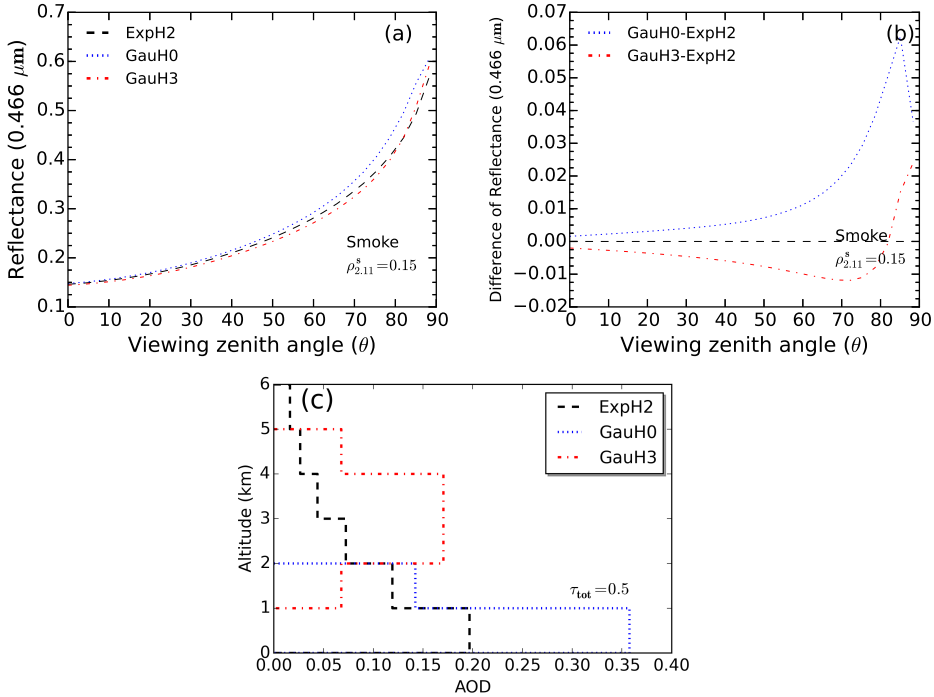 (a)
ExpH2
GauH0
GauH3
0.7
0.6
0.5
0.4
0.3
0.2
0.1
Reflectance (0.466 μm)
Smoke
ρ^s_2.11=0.15
0 10 20 30 40 50 60 70 80 90
Viewing zenith angle (θ)
(b)
GauH0-ExpH2
GauH3-ExpH2
0.07
0.06
0.05
0.04
0.03
0.02
0.01
0.00
−0.01
−0.02
Difference of Reflectance (0.466 μm)
Smoke
ρ^s_2.11=0.15
0 10 20 30 40 50 60 70 80 90
Viewing zenith angle (θ)
(c)
ExpH2
GauH0
GauH3
6
5
4
3
2
1
0
Altitude (km)
τ_tot=0.5
0.00 0.05 0.10 0.15 0.20 0.25 0.30 0.35 0.40
AOD